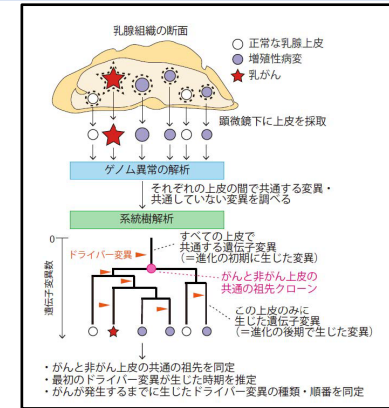 乳腺組織の断面
正常な乳腺上皮
増殖性病変
乳がん
顕微鏡下に上皮を採取
ゲノム異常の解析
それぞれの上皮の間で共通する変異・
共通していない変異を調べる
系統樹解析
0
遺伝子変異数
ドライバー変異
すべての上皮で
共通する遺伝子変異
(=進化の初期に生じた変異)
がんと非がん上皮の
共通の祖先クローン
この上皮のみに
生じた遺伝子変異
(=進化の後期で生じた変異)
・がんと非がん上皮の共通の祖先を同定
・最初のドライバー変異が生じた時期を推定
・がんが発生するまでに生じたドライバー変異の種類・順番を同定